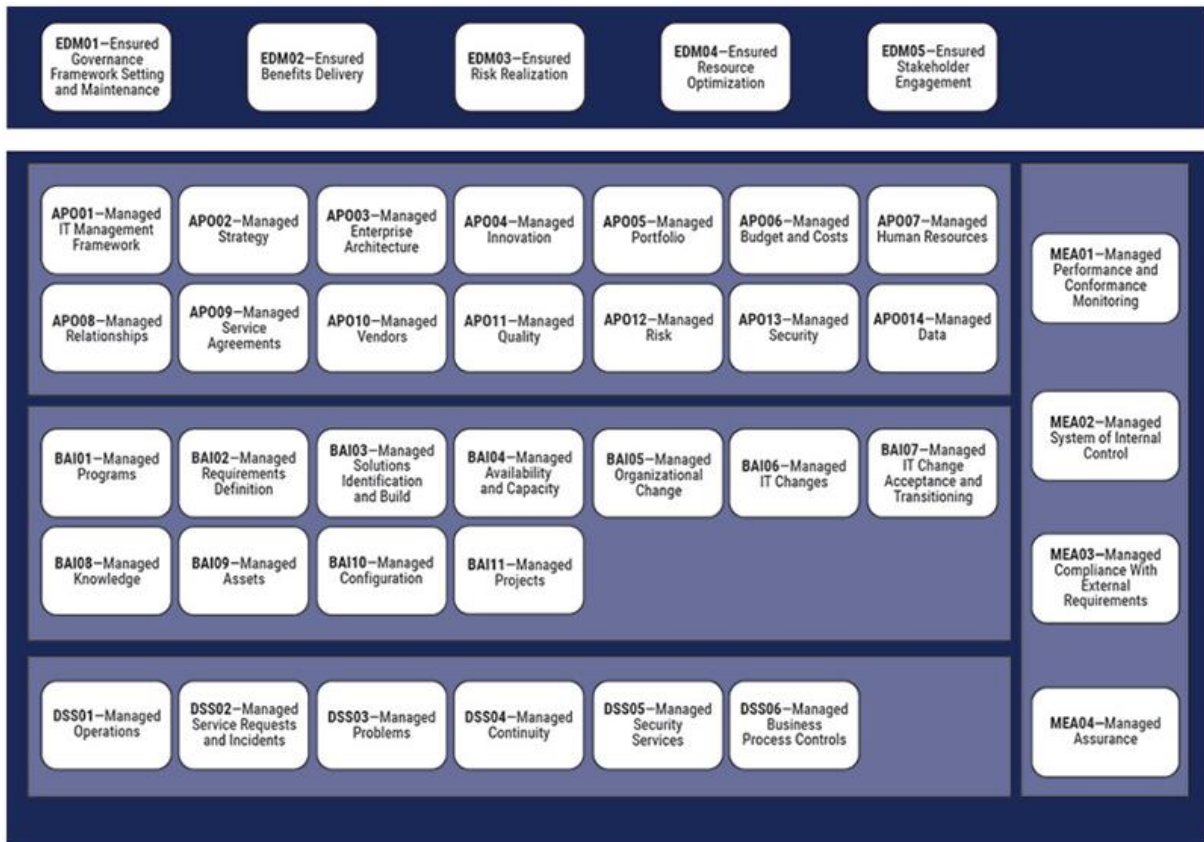 EDM01—Ensured
Governance
Framework Setting
and Maintenance
EDM02—Ensured
Benefits Delivery
EDM03—Ensured
Risk Realization
EDM04—Ensured
Resource
Optimization
EDM05—Ensured
Stakeholder
Engagement
APO01—Managed
IT Management
Framework
APO02—Managed
Strategy
APO03—Managed
Enterprise
Architecture
APO04—Managed
Innovation
APO05—Managed
Portfolio
APO06—Managed
Budget and Costs
APO07—Managed
Human Resources
APO08—Managed
Relationships
APO09—Managed
Service
Agreements
APO10—Managed
Vendors
APO11—Managed
Quality
APO12—Managed
Risk
APO13—Managed
Security
APO014—Managed
Data
BAI01—Managed
Programs
BAI02—Managed
Requirements
Definition
BAI03—Managed
Solutions
Identification
and Build
BAI04—Managed
Availability
and Capacity
BAI05—Managed
Organizational
Change
BAI06—Managed
IT Changes
BAI07—Managed
IT Change
Acceptance and
Transitioning
BAI08—Managed
Knowledge
BAI09—Managed
Assets
BAI10—Managed
Configuration
BAI11—Managed
Projects
DSS01—Managed
Operations
DSS02—Managed
Service Requests
and Incidents
DSS03—Managed
Problems
DSS04—Managed
Continuity
DSS05—Managed
Security
Services
DSS06—Managed
Business
Process Controls
MEA01—Managed
Performance and
Conformance
Monitoring
MEA02—Managed
System of Internal
Control
MEA03—Managed
Compliance With
External
Requirements
MEA04—Managed
Assurance